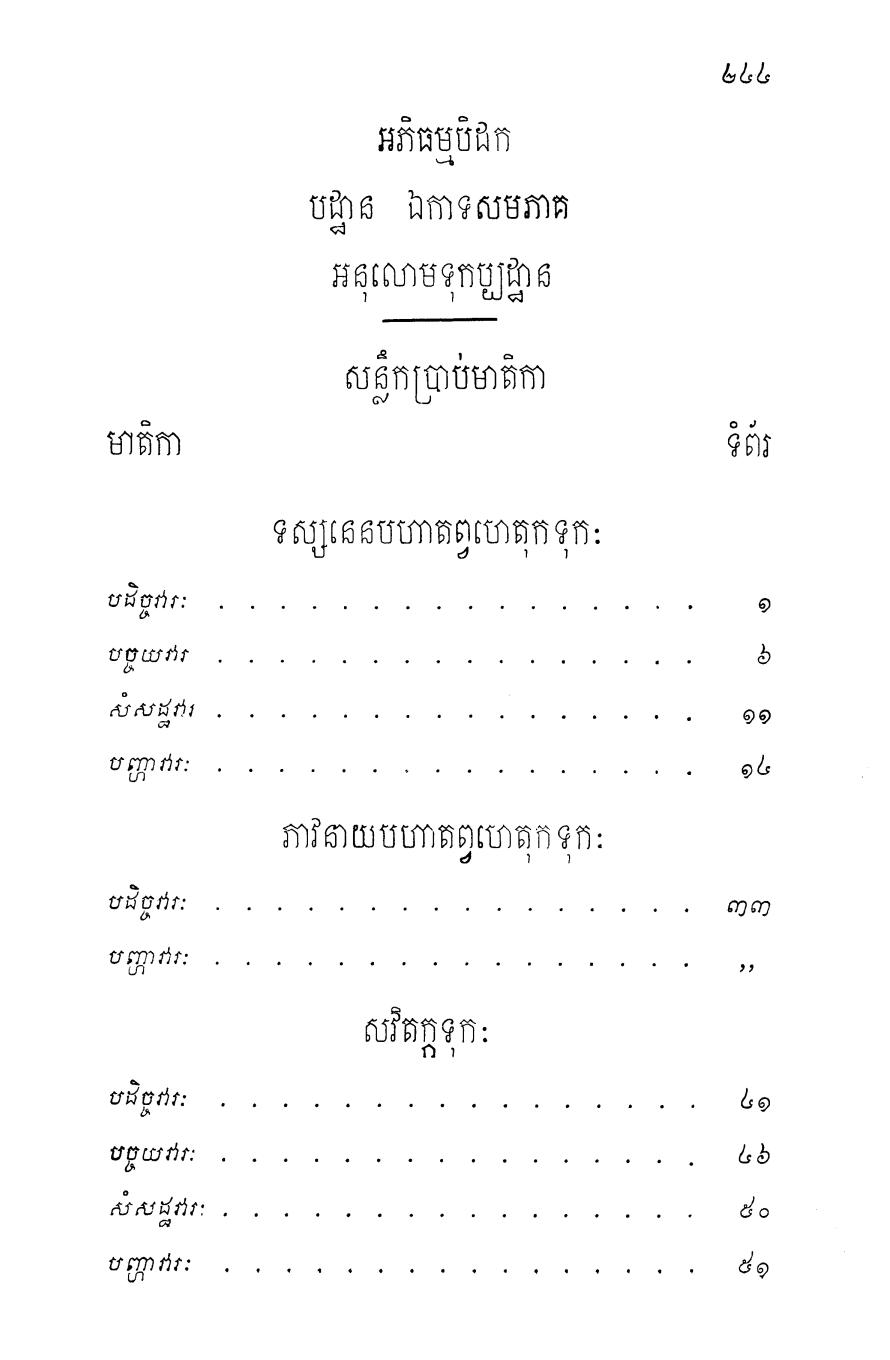 ២៤៤
អភិធម្មបិដក
បដ្ឋាន ឯកាទសមភាគ
អនុលោមទុកប្បដ្ឋាន
សន្លឹកប្រាប់មាតិកា
មាតិកា ទំព័រ
ទស្សនេនបហាតព្វហេតុកទុកៈ
បដិច្ចវារៈ . . . . . . . . . . . . . . . . ១
បច្ចយវារ . . . . . . . . . . . . . . . . ៦
សំសដ្ឋវារ . . . . . . . . . . . . . . . . ១១
បញ្ហាវារៈ . . . . . . . . . . . . . . . . ១៤
ភាវនាយបហាតព្វហេតុកទុកៈ
បដិច្ចវារៈ . . . . . . . . . . . . . . . . ៣៣
បញ្ហាវារៈ . . . . . . . . . . . . . . . . ,,
សវិតក្កទុកៈ
បដិច្ចវារៈ . . . . . . . . . . . . . . . . ៤១
បច្ចយវារៈ . . . . . . . . . . . . . . . . ៤៦
សំសដ្ឋវារៈ . . . . . . . . . . . . . . . . ៥០
បញ្ហាវារៈ . . . . . . . . . . . . . . . . ៥១